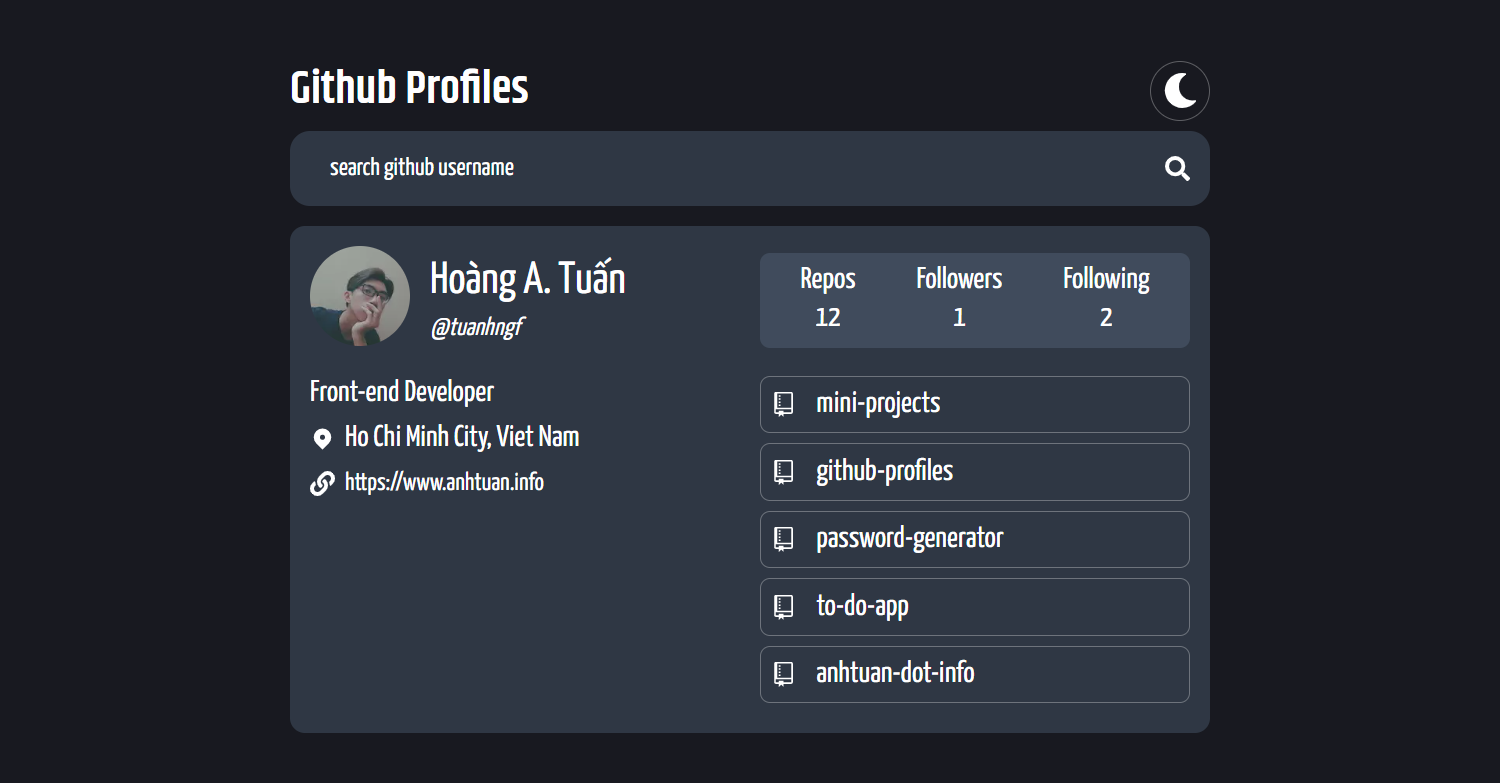 Github Profiles
search github username
Hoàng A. Tuấn
@tuanhngf
Front-end Developer
Ho Chi Minh City, Viet Nam
https://www.anhtuan.info
Repos Followers Following
12 1 2
mini-projects
github-profiles
password-generator
to-do-app
anhtuan-dot-info